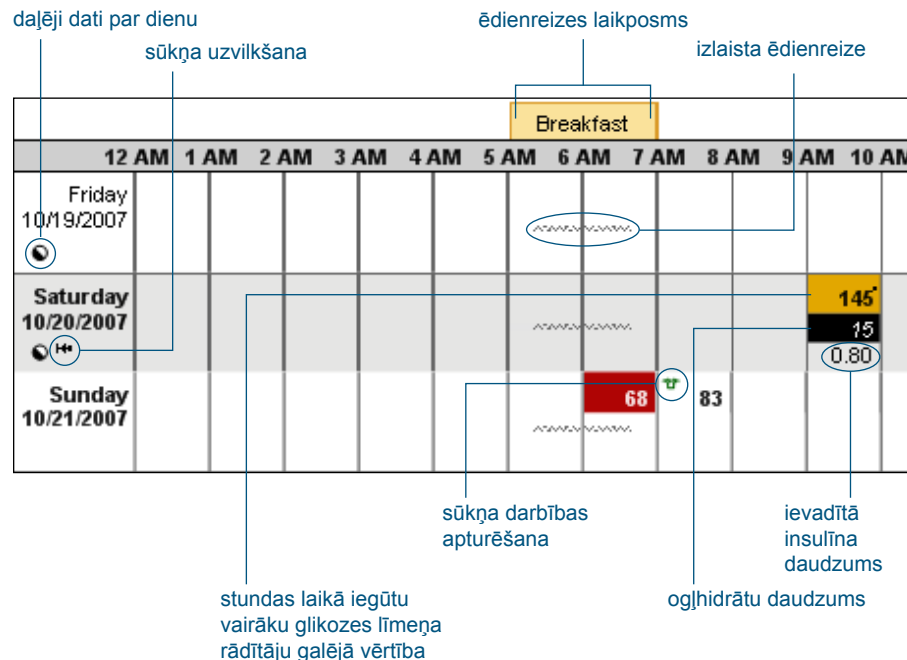 daļēji dati par dienu
sūkņa uzvilkšana
ēdienreizes laikposms
izlaista ēdienreize
Breakfast
12 AM 1 AM 2 AM 3 AM 4 AM 5 AM 6 AM 7 AM 8 AM 9 AM 10 AM
Friday
10/19/2007
Saturday
10/20/2007
145
15
0.80
Sunday
10/21/2007
68
83
sūkņa darbības
apturēšana
ievadītā
insulīna
daudzums
stundas laikā iegūtu
vairāku glikozes līmeņa
rādītāju galējā vērtība
ogļhidrātu daudzums